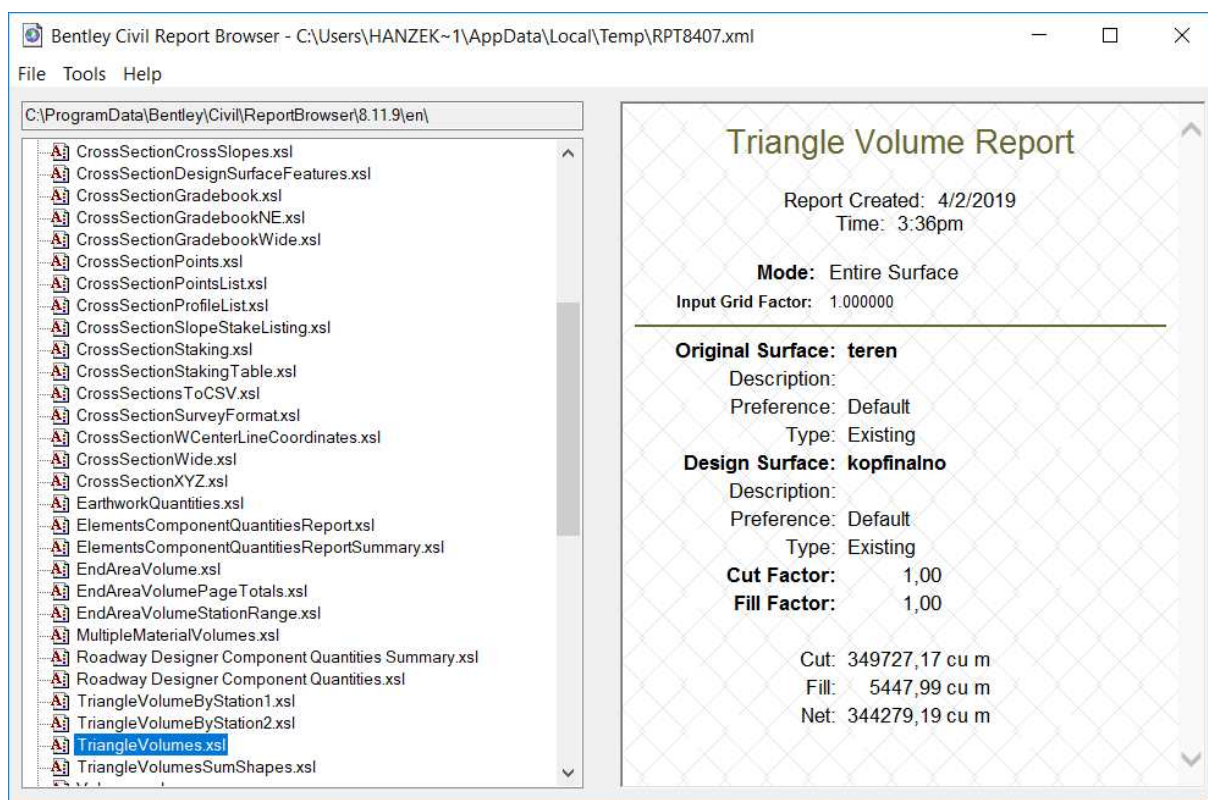 Bentley Civil Report Browser - C:\Users\HANZEK~1\AppData\Local\Temp\RPT8407.xml
File Tools Help
C:\ProgramData\Bentley\Civil\ReportBrowser\8.11.9\en\
CrossSectionCrossSlopes.xsl
CrossSectionDesignSurfaceFeatures.xsl
CrossSectionGradebook.xsl
CrossSectionGradebookNE.xsl
CrossSectionGradebookWide.xsl
CrossSectionPoints.xsl
CrossSectionPointsList.xsl
CrossSectionProfileList.xsl
CrossSectionSlopeStakeListing.xsl
CrossSectionStaking.xsl
CrossSectionStakingTable.xsl
CrossSectionsToCSV.xsl
CrossSectionSurveyFormat.xsl
CrossSectionWCenterLineCoordinates.xsl
CrossSectionWide.xsl
CrossSectionXYZ.xsl
EarthworkQuantities.xsl
ElementsComponentQuantitiesReport.xsl
ElementsComponentQuantitiesReportSummary.xsl
EndAreaVolume.xsl
EndAreaVolumePageTotals.xsl
EndAreaVolumeStationRange.xsl
MultipleMaterialVolumes.xsl
Roadway Designer Component Quantities Summary.xsl
Roadway Designer Component Quantities.xsl
TriangleVolumeByStation1.xsl
TriangleVolumeByStation2.xsl
TriangleVolumes.xsl
TriangleVolumesSumShapes.xsl
Triangle Volume Report
Report Created: 4/2/2019
Time: 3:36pm
Mode: Entire Surface
Input Grid Factor: 1.000000
Original Surface: teren
Description:
Preference: Default
Type: Existing
Design Surface: kopfinalno
Description:
Preference: Default
Type: Existing
Cut Factor: 1,00
Fill Factor: 1,00
Cut: 349727,17 cu m
Fill: 5447,99 cu m
Net: 344279,19 cu m